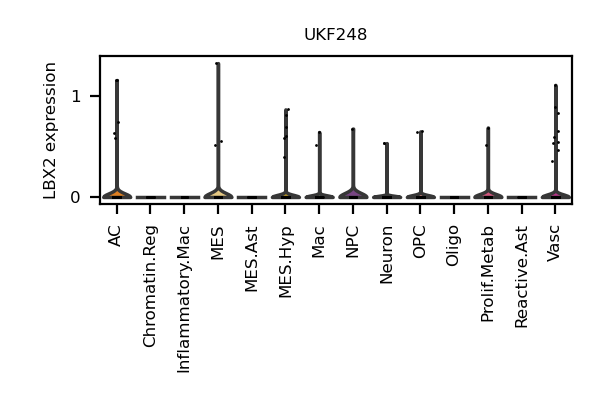 UKF248
LBX2 expression
1
0
AC
Chromatin.Reg
Inflammatory.Mac
MES
MES.Ast
MES.Hyp
Mac
NPC
Neuron
OPC
Oligo
Prolif.Metab
Reactive.Ast
Vasc